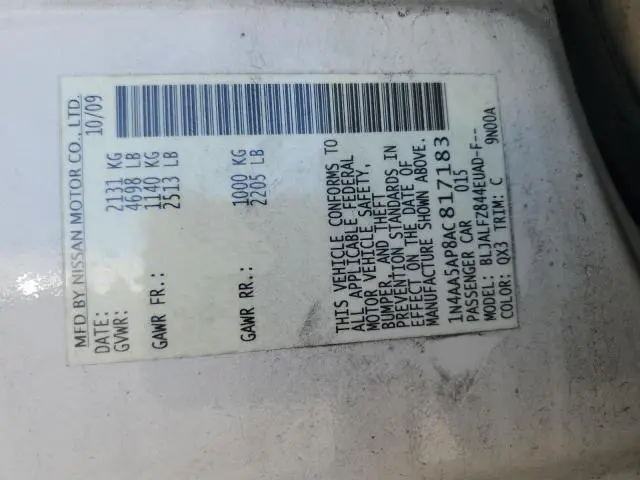 MFD BY NISSAN MOTOR CO., LTD.
DATE: 10/09
GVWR: 2131 KG
4698 LB
GAWR FR.: 1140 KG
2513 LB
GAWR RR.: 1000 KG
2205 LB
THIS VEHICLE CONFORMS TO
ALL APPLICABLE FEDERAL
MOTOR VEHICLE SAFETY,
BUMPER, AND THEFT
PREVENTION STANDARDS IN
EFFECT ON THE DATE OF
MANUFACTURE SHOWN ABOVE.
1N4AA5AP8AC817183
PASSENGER CAR 015
MODEL: BLJALFZ844EUAD-F--
COLOR: QX3 TRIM: C 9N00A